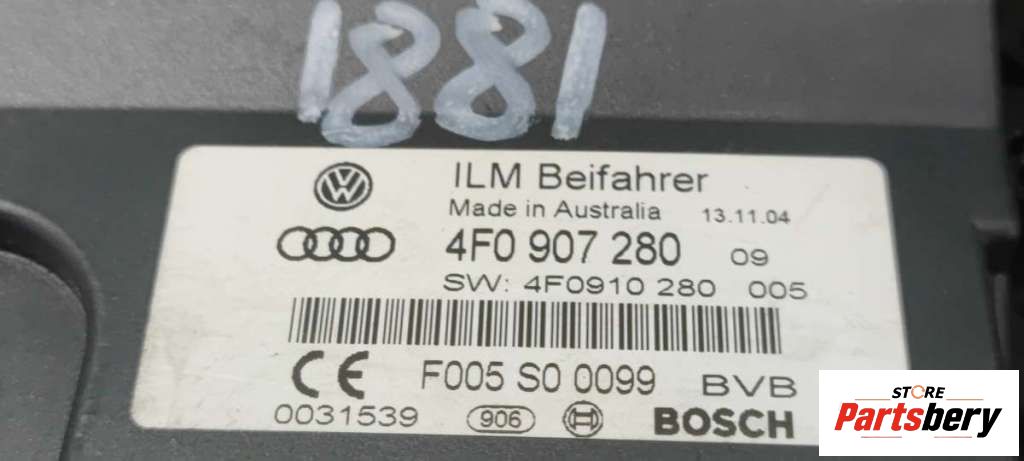 1881
ILM Beifahrer
Made in Australia 13.11.04
4F0 907 280 09
SW: 4F0910 280 005
CE F005 S0 0099 BVB
0031539 906 BOSCH
STORE
Partsbery